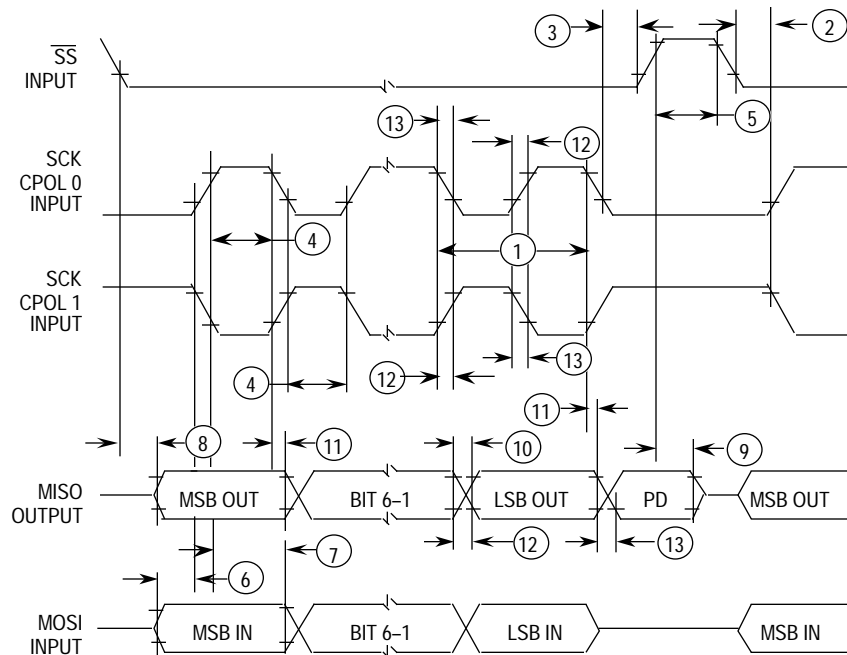 3
2
SS
INPUT
5
13
12
SCK
CPOL 0
INPUT
4
1
SCK
CPOL 1
INPUT
4
12
13
11
8
11
10
9
MISO
OUTPUT
MSB OUT
BIT 6–1
LSB OUT
PD
MSB OUT
12
13
7
6
MOSI
INPUT
MSB IN
BIT 6–1
LSB IN
MSB IN